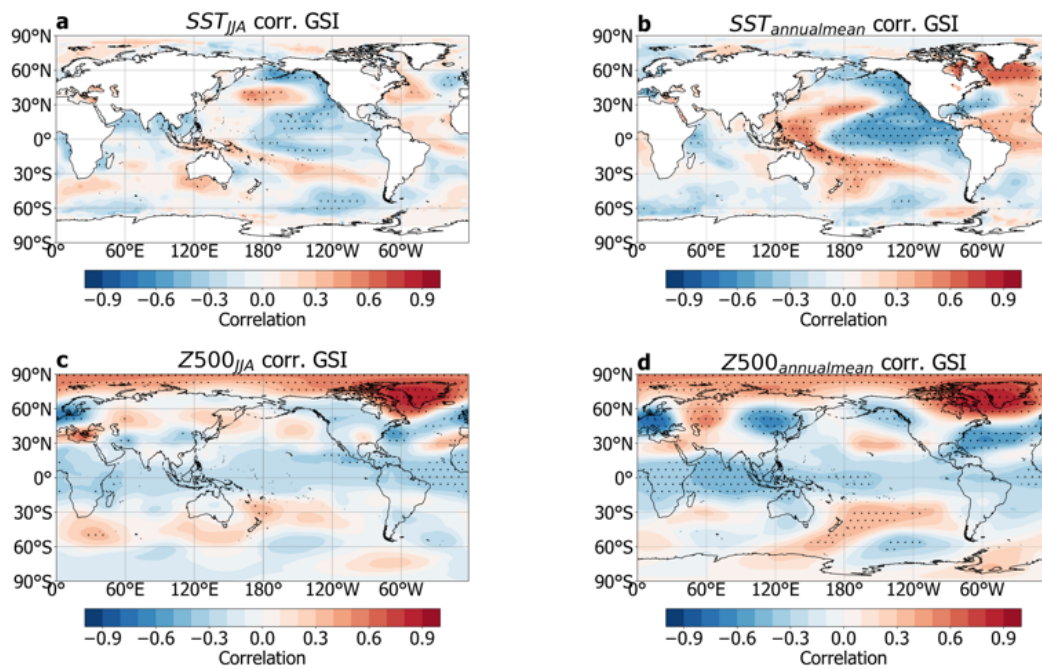 a SST_JJA corr. GSI
90°N
60°N
30°N
0°
30°S
60°S
90°S
0° 60°E 120°E 180° 120°W 60°W
−0.9 −0.6 −0.3 0.0 0.3 0.6 0.9
Correlation
b SST_annualmean corr. GSI
90°N
60°N
30°N
0°
30°S
60°S
90°S
0° 60°E 120°E 180° 120°W 60°W
−0.9 −0.6 −0.3 0.0 0.3 0.6 0.9
Correlation
c Z500_JJA corr. GSI
90°N
60°N
30°N
0°
30°S
60°S
90°S
0° 60°E 120°E 180° 120°W 60°W
−0.9 −0.6 −0.3 0.0 0.3 0.6 0.9
Correlation
d Z500_annualmean corr. GSI
90°N
60°N
30°N
0°
30°S
60°S
90°S
0° 60°E 120°E 180° 120°W 60°W
−0.9 −0.6 −0.3 0.0 0.3 0.6 0.9
Correlation